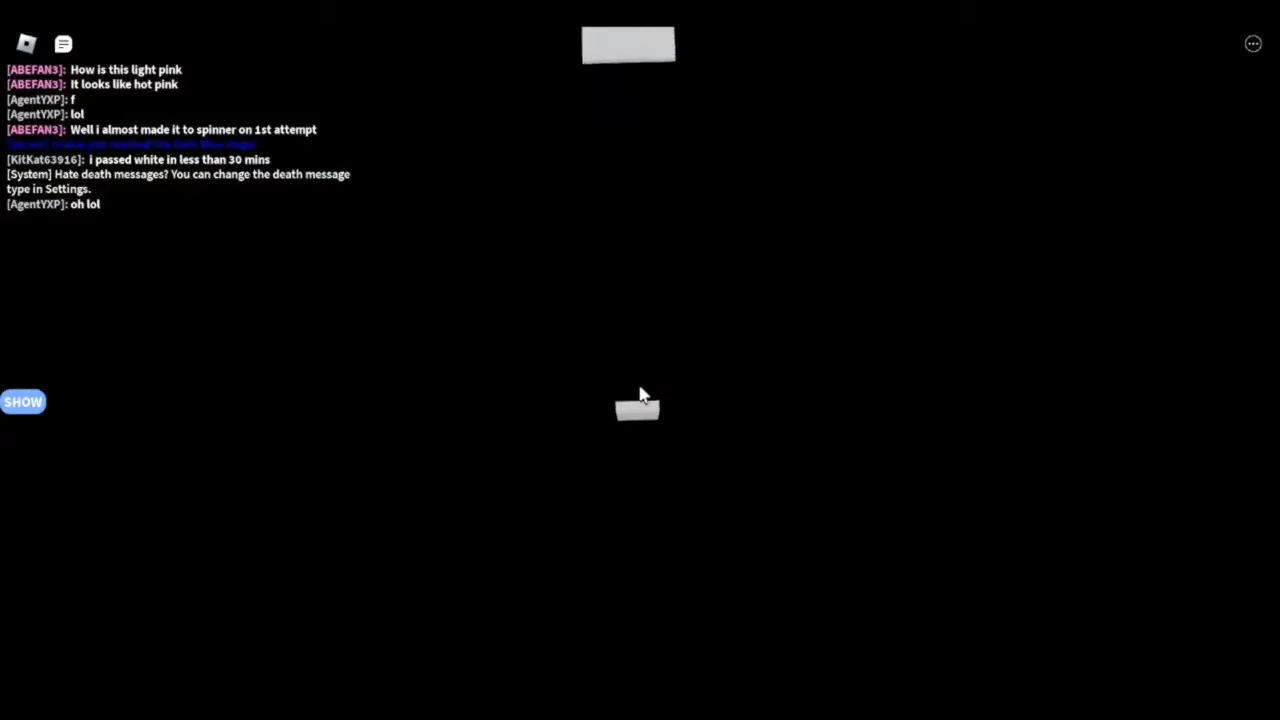 [ABEFAN3]: How is this light pink
[ABEFAN3]: It looks like hot pink
[AgentYXP]: f
[AgentYXP]: lol
[ABEFAN3]: Well i almost made it to spinner on 1st attempt
[KitKat63916]: i passed white in less than 30 mins
[System] Hate death messages? You can change the death message
type in Settings.
[AgentYXP]: oh lol
SHOW